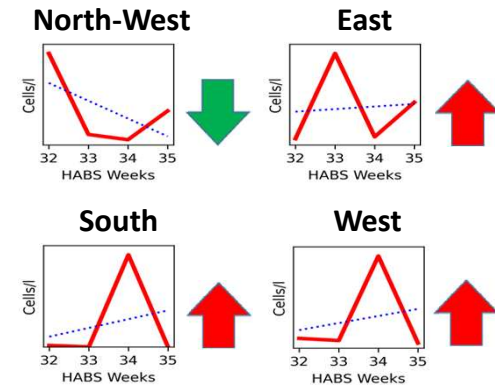 North-West
Cells/l
32 33 34 35
HABS Weeks
East
Cells/l
32 33 34 35
HABS Weeks
South
Cells/l
32 33 34 35
HABS Weeks
West
Cells/l
32 33 34 35
HABS Weeks